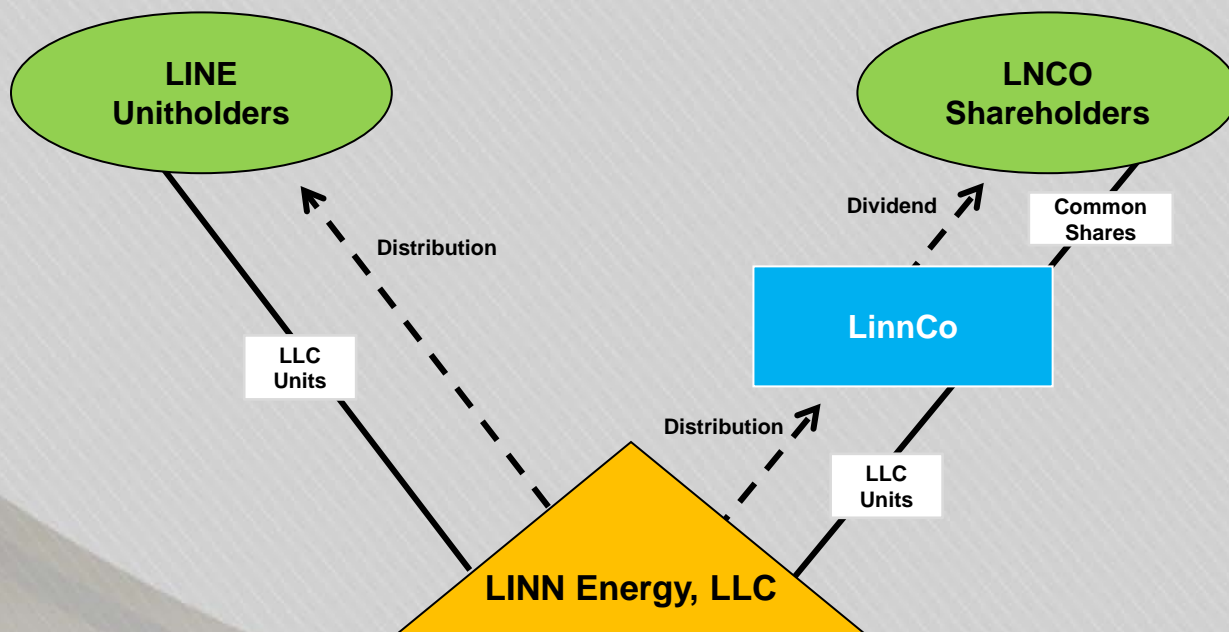 LINE
Unitholders
LNCO
Shareholders
Dividend
Common
Shares
Distribution
LinnCo
LLC
Units
Distribution
LLC
Units
LINN Energy, LLC